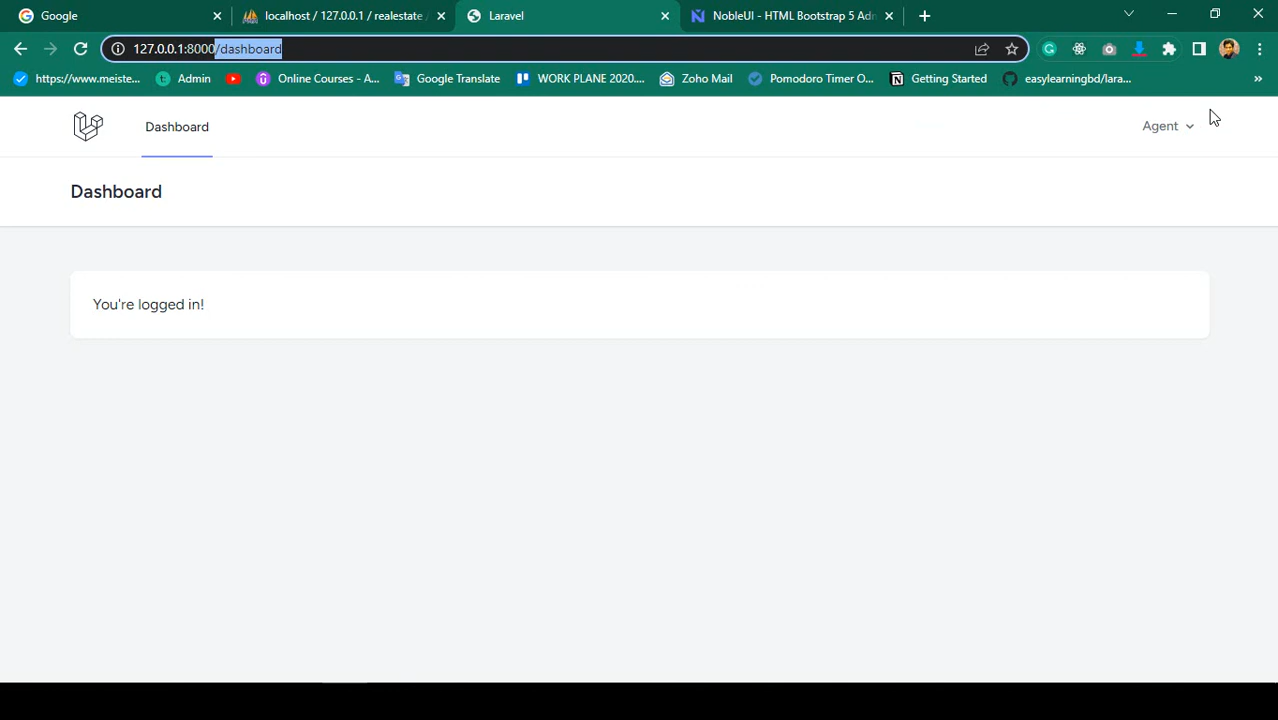 Google
localhost / 127.0.0.1 / realestate /
Laravel
NobleUI - HTML Bootstrap 5 Adm
127.0.0.1:8000/dashboard
https://www.meiste...
Admin
Online Courses - A...
Google Translate
WORK PLANE 2020....
Zoho Mail
Pomodoro Timer O...
Getting Started
easylearningbd/lara...
Dashboard
Agent
Dashboard
You're logged in!